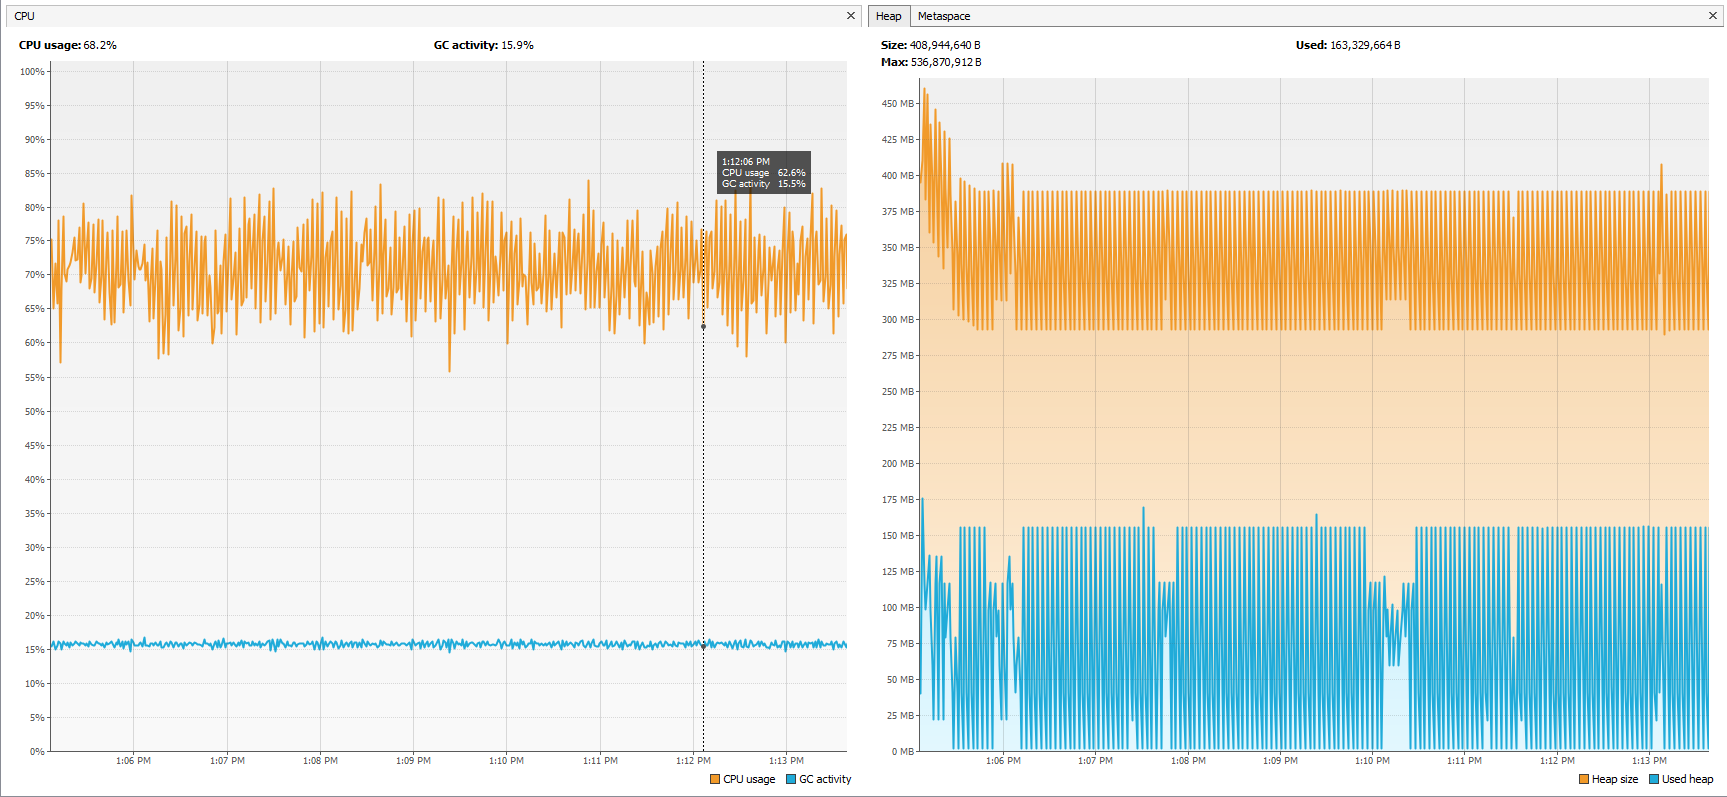 CPU
CPU usage: 68.2% GC activity: 15.9%
100%
95%
90%
85%
80%
75%
70%
65%
60%
55%
50%
45%
40%
35%
30%
25%
20%
15%
10%
5%
0%
1:12:06 PM
CPU usage 62.6%
GC activity 15.5%
1:06 PM 1:07 PM 1:08 PM 1:09 PM 1:10 PM 1:11 PM 1:12 PM 1:13 PM
CPU usage GC activity
Heap Metaspace
Size: 408,944,640 B Used: 163,329,664 B
Max: 536,870,912 B
450 MB
425 MB
400 MB
375 MB
350 MB
325 MB
300 MB
275 MB
250 MB
225 MB
200 MB
175 MB
150 MB
125 MB
100 MB
75 MB
50 MB
25 MB
0 MB
1:06 PM 1:07 PM 1:08 PM 1:09 PM 1:10 PM 1:11 PM 1:12 PM 1:13 PM
Heap size Used heap